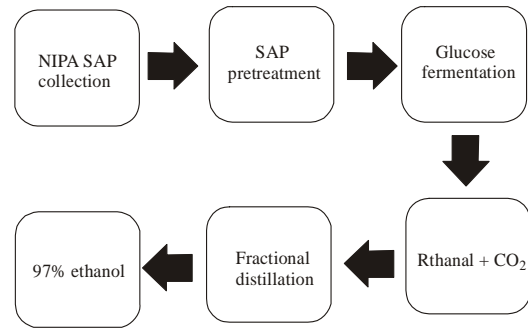 NIPA SAP
collection
SAP
pretreatment
Glucose
fermentation
Rthanal + CO₂
Fractional
distillation
97% ethanol